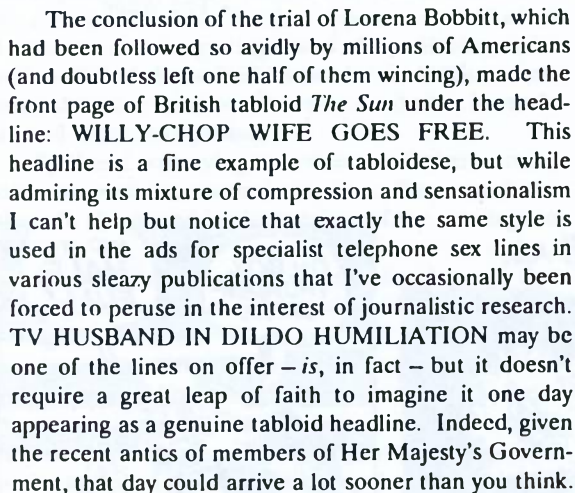 The conclusion of the trial of Lorena Bobbitt, which
had been followed so avidly by millions of Americans
(and doubtless left one half of them wincing), made the
front page of British tabloid The Sun under the head-
line: WILLY-CHOP WIFE GOES FREE. This
headline is a fine example of tabloidese, but while
admiring its mixture of compression and sensationalism
I can't help but notice that exactly the same style is
used in the ads for specialist telephone sex lines in
various sleazy publications that I've occasionally been
forced to peruse in the interest of journalistic research.
TV HUSBAND IN DILDO HUMILIATION may be
one of the lines on offer – is, in fact – but it doesn't
require a great leap of faith to imagine it one day
appearing as a genuine tabloid headline. Indeed, given
the recent antics of members of Her Majesty's Govern-
ment, that day could arrive a lot sooner than you think.